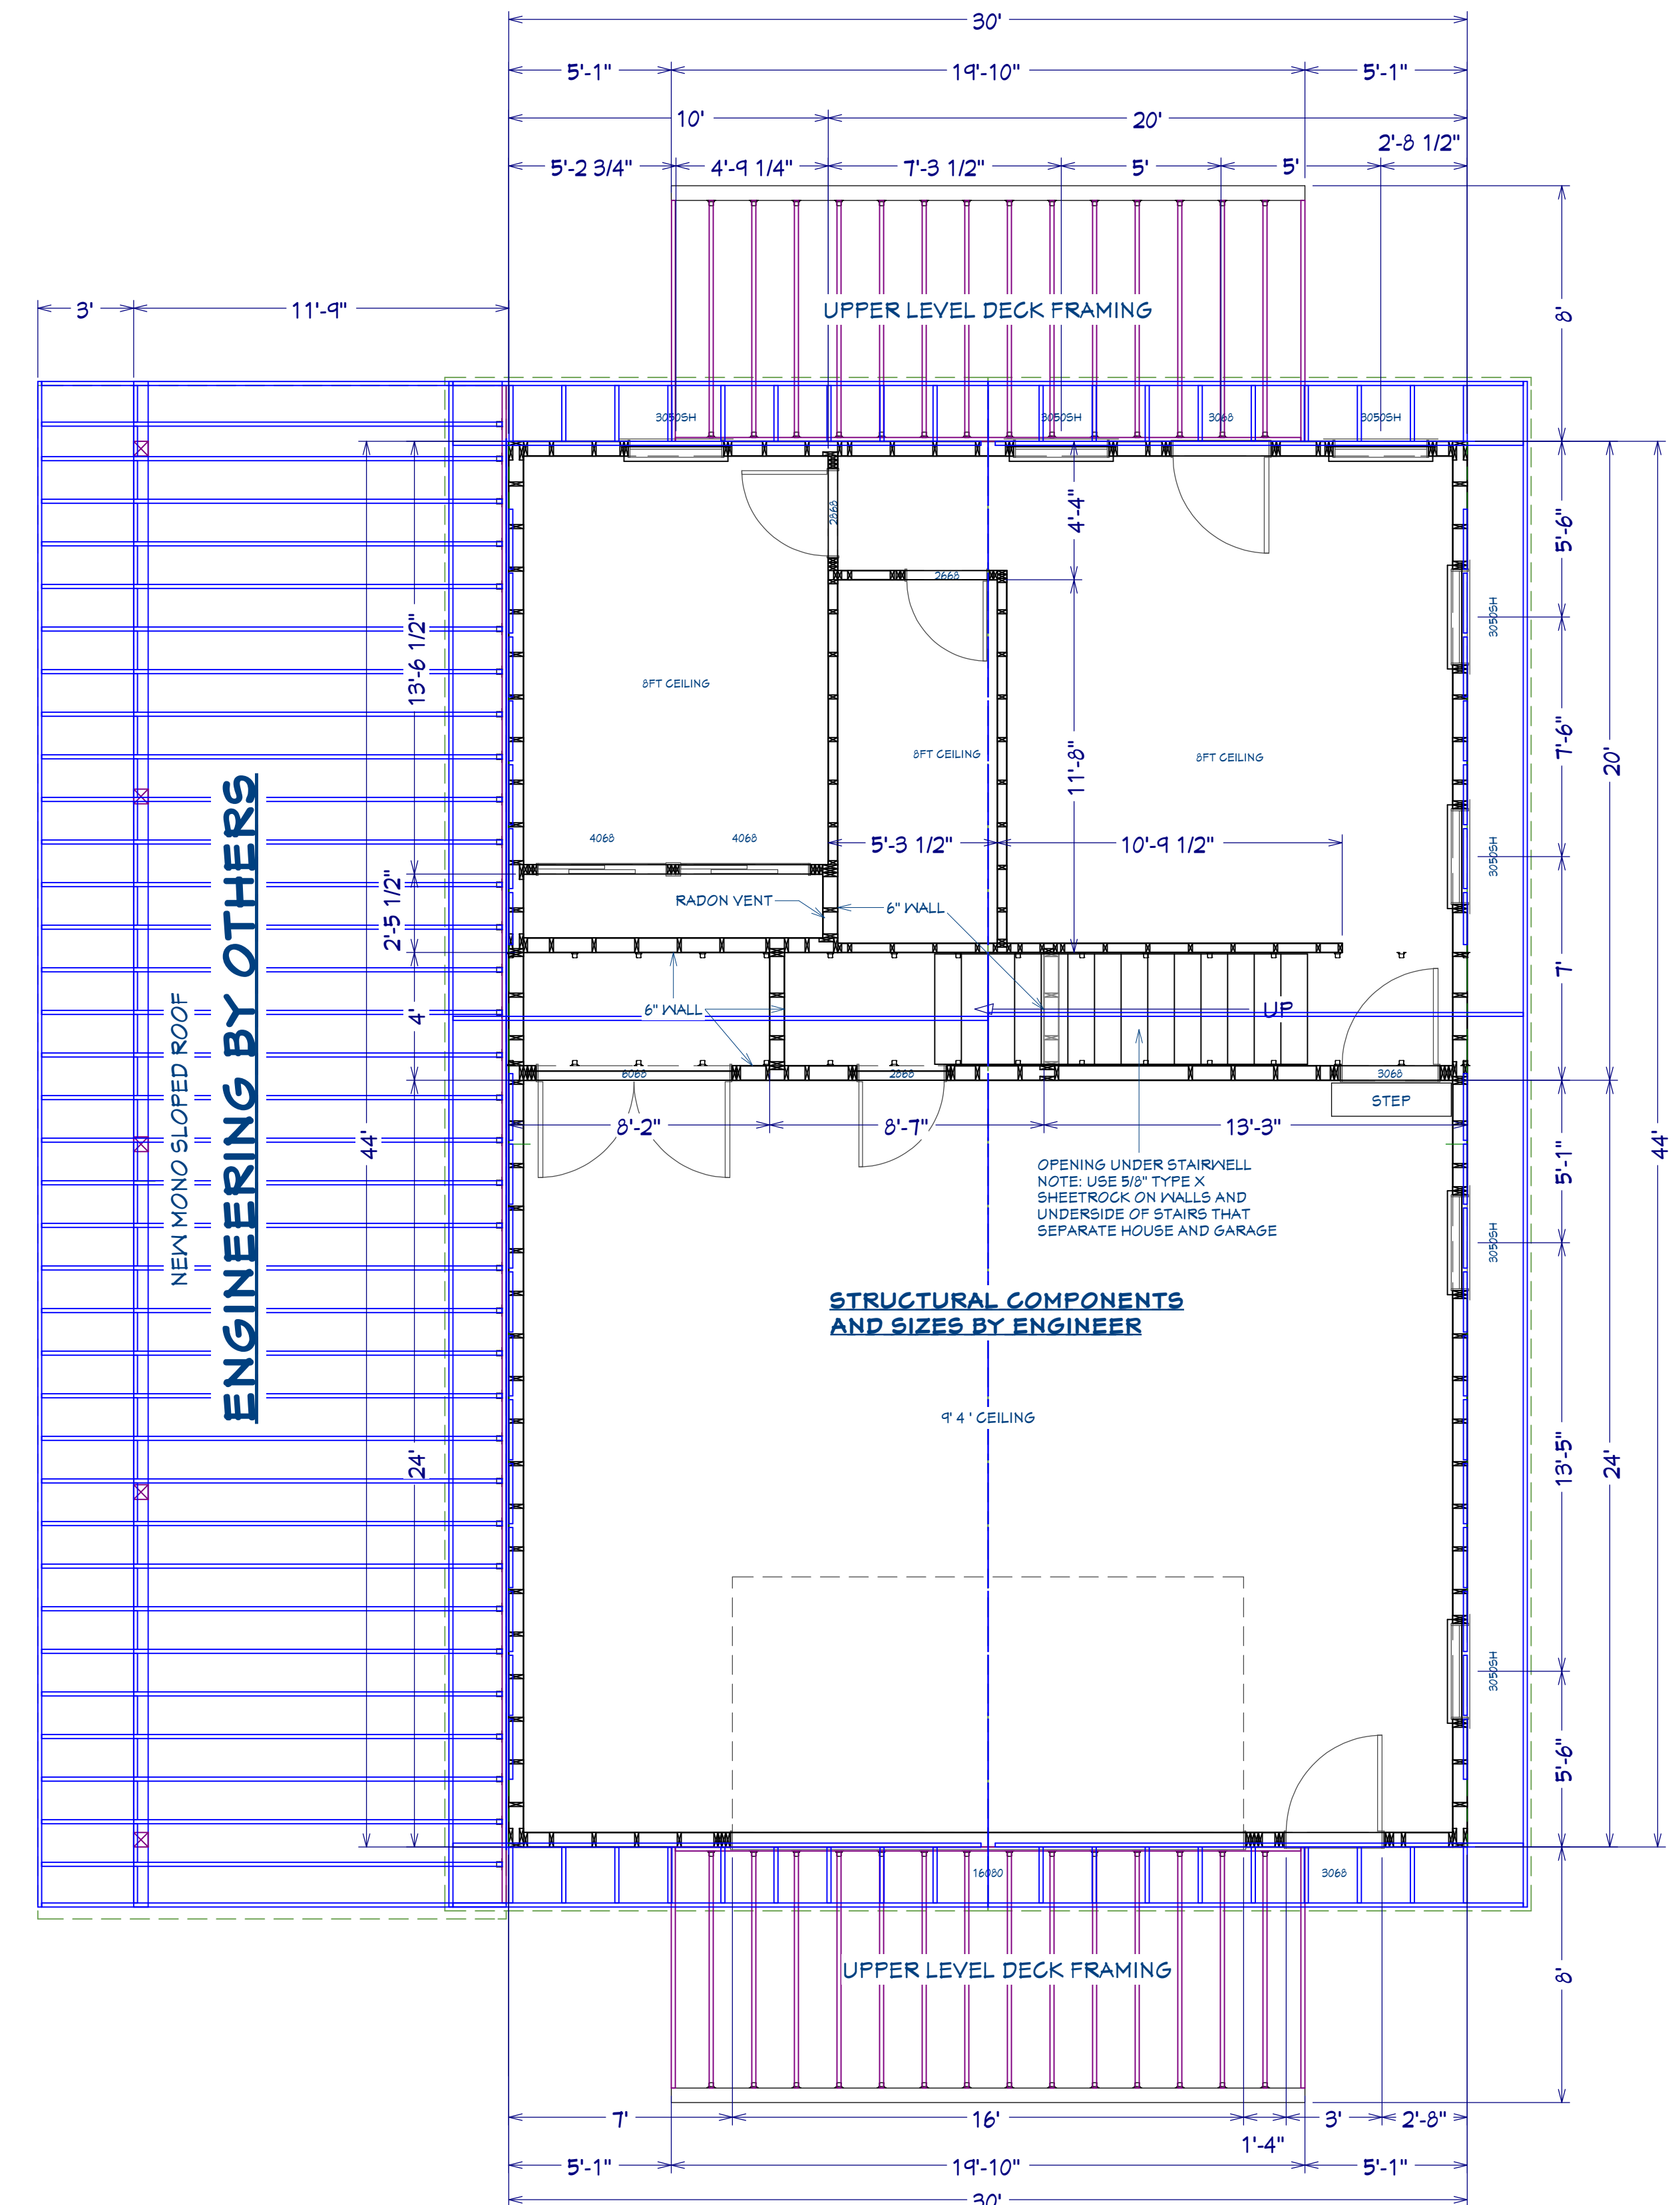 30'
5'-1"
19'-10"
5'-1"
10'
20'
2'-8 1/2"
5'-2 3/4"
4'-9 1/4"
7'-3 1/2"
5'
5'
3'
11'-9"
UPPER LEVEL DECK FRAMING
8'
3050SH
3050SH
3068
3050SH
2868
4'-4"
5'-6"
2668
3050SH
13'-6 1/2"
8FT CEILING
8FT CEILING
8FT CEILING
11'-8"
7'-6"
20'
4068
4068
5'-3 1/2"
10'-9 1/2"
3050SH
2'-5 1/2"
RADON VENT
6" WALL
7'
4'
6" WALL
UP
NEW MONO SLOPED ROOF
ENGINEERING BY OTHERS
6068
2868
3068
STEP
8'-2"
8'-7"
13'-3"
44'
44'
5'-1"
OPENING UNDER STAIRWELL
NOTE: USE 5/8" TYPE X
SHEETROCK ON WALLS AND
UNDERSIDE OF STAIRS THAT
SEPARATE HOUSE AND GARAGE
3050SH
STRUCTURAL COMPONENTS
AND SIZES BY ENGINEER
9' 4 ' CEILING
24'
13'-5"
24'
3050SH
5'-6"
16080
3068
UPPER LEVEL DECK FRAMING
8'
7'
16'
3'
2'-8"
1'-4"
5'-1"
19'-10"
5'-1"
30'